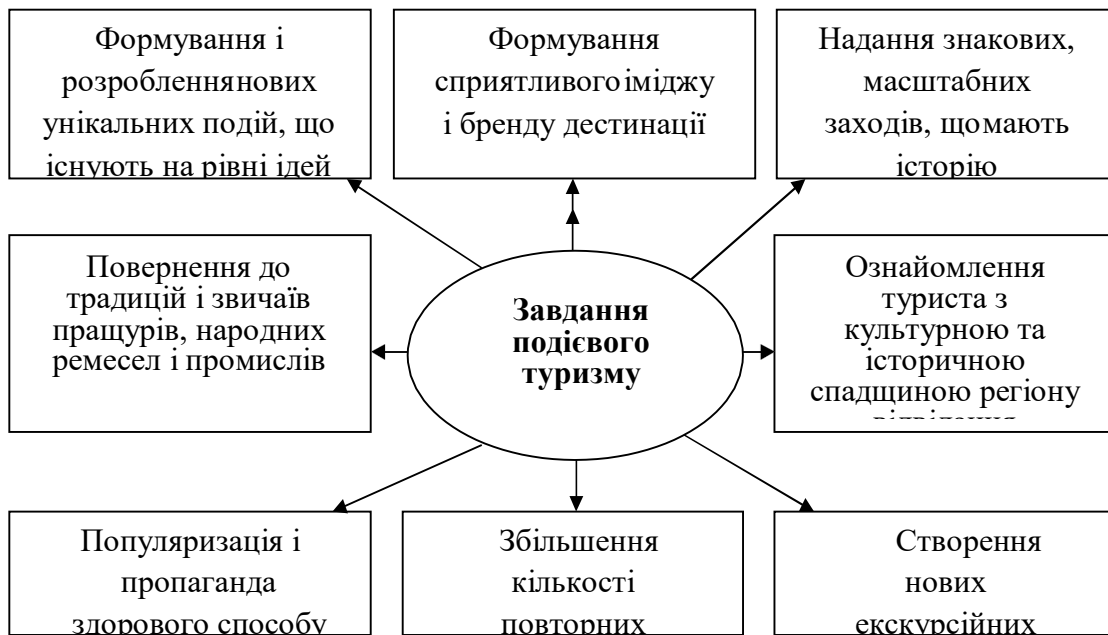 Формування і
розробленнянових
унікальних подій, що
існують на рівні ідей
Формування
сприятливогоіміджу
і бренду дестинації
Надання знакових,
масштабних
заходів, щомають
історію
Повернення до
традицій і звичаїв
пращурів, народних
ремесел і промислів
Завдання
подієвого
туризму
Ознайомлення
туриста з
культурною та
історичною
спадщиною регіону
Популяризація і
пропаганда
здорового способу
Збільшення
кількості
повторних
Створення
нових
екскурсійних